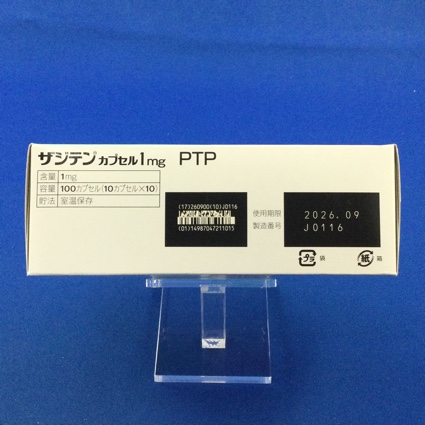 ザジテン カプセル1mg PTP
含量 1mg
容量 100カプセル(10カプセル×10)
貯法 室温保存
(17)260900(10)J0116
(01)14987047211015
使用期限 2026.09
製造番号 J0116
プラ 袋 紙 箱